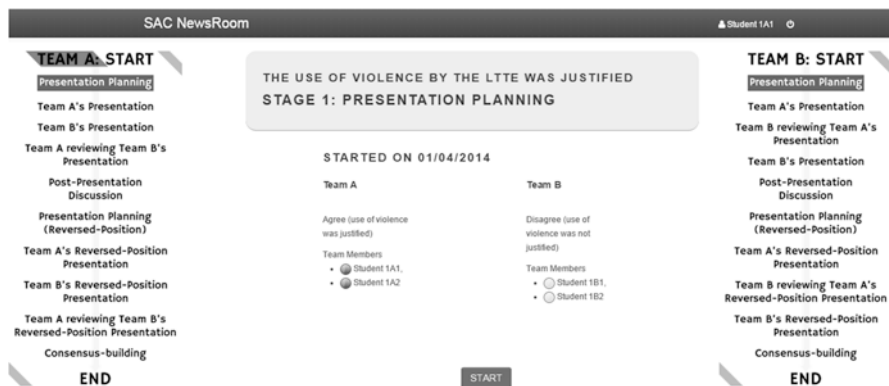 SAC NewsRoom
Student 1A1
TEAM A: START
Presentation Planning
Team A's Presentation
Team B's Presentation
Team A reviewing Team B's
Presentation
Post-Presentation
Discussion
Presentation Planning
(Reversed-Position)
Team A's Reversed-Position
Presentation
Team B's Reversed-Position
Presentation
Team A reviewing Team B's
Reversed-Position Presentation
Consensus-building
END
THE USE OF VIOLENCE BY THE LTTE WAS JUSTIFIED
STAGE 1: PRESENTATION PLANNING
STARTED ON 01/04/2014
Team A
Agree (use of violence
was justified)
Team Members
Student 1A1,
Student 1A2
Team B
Disagree (use of
violence was not
justified)
Team Members
Student 1B1,
Student 1B2
START
TEAM B: START
Presentation Planning
Team A's Presentation
Team B reviewing Team A's
Presentation
Team B's Presentation
Post-Presentation
Discussion
Presentation Planning
(Reversed-Position)
Team A's Reversed-Position
Presentation
Team B reviewing Team A's
Reversed-Position Presentation
Team B's Reversed-Position
Presentation
Consensus-building
END